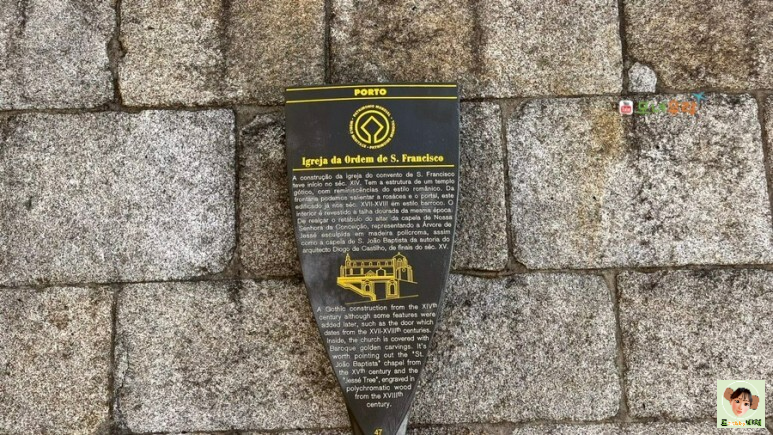 PORTO
Igreja da Ordem de S. Francisco
A construção da Igreja do convento de S. Francisco
teve início no séc. XIV. Tem a estrutura de um templo
gótico, com reminiscências do estilo românico. Da
frontaria podemos salientar a rosácea e o portal, este
edificado já nos séc. XVII-XVIII em estilo barroco. O
interior é revestido a talha dourada da mesma época.
De realçar o retábulo do altar da capela de Nossa
Senhora da Conceição, representando a Árvore de
Jessé esculpida em madeira policroma, assim
como a capela de S. João Baptista da autoria do
arquitecto Diogo de Castilho, de finais do séc. XV.
A Gothic construction from the XIVth
century although some features were
added later, such as the door which
dates from the XVII-XVIIIth centuries.
Inside, the church is covered with
Baroque golden carvings. It's
worth pointing out the "St.
João Baptista" chapel from
the XVth century and the
"Jessé Tree", engraved in
polychromatic wood
from the XVIIIth
century.
47